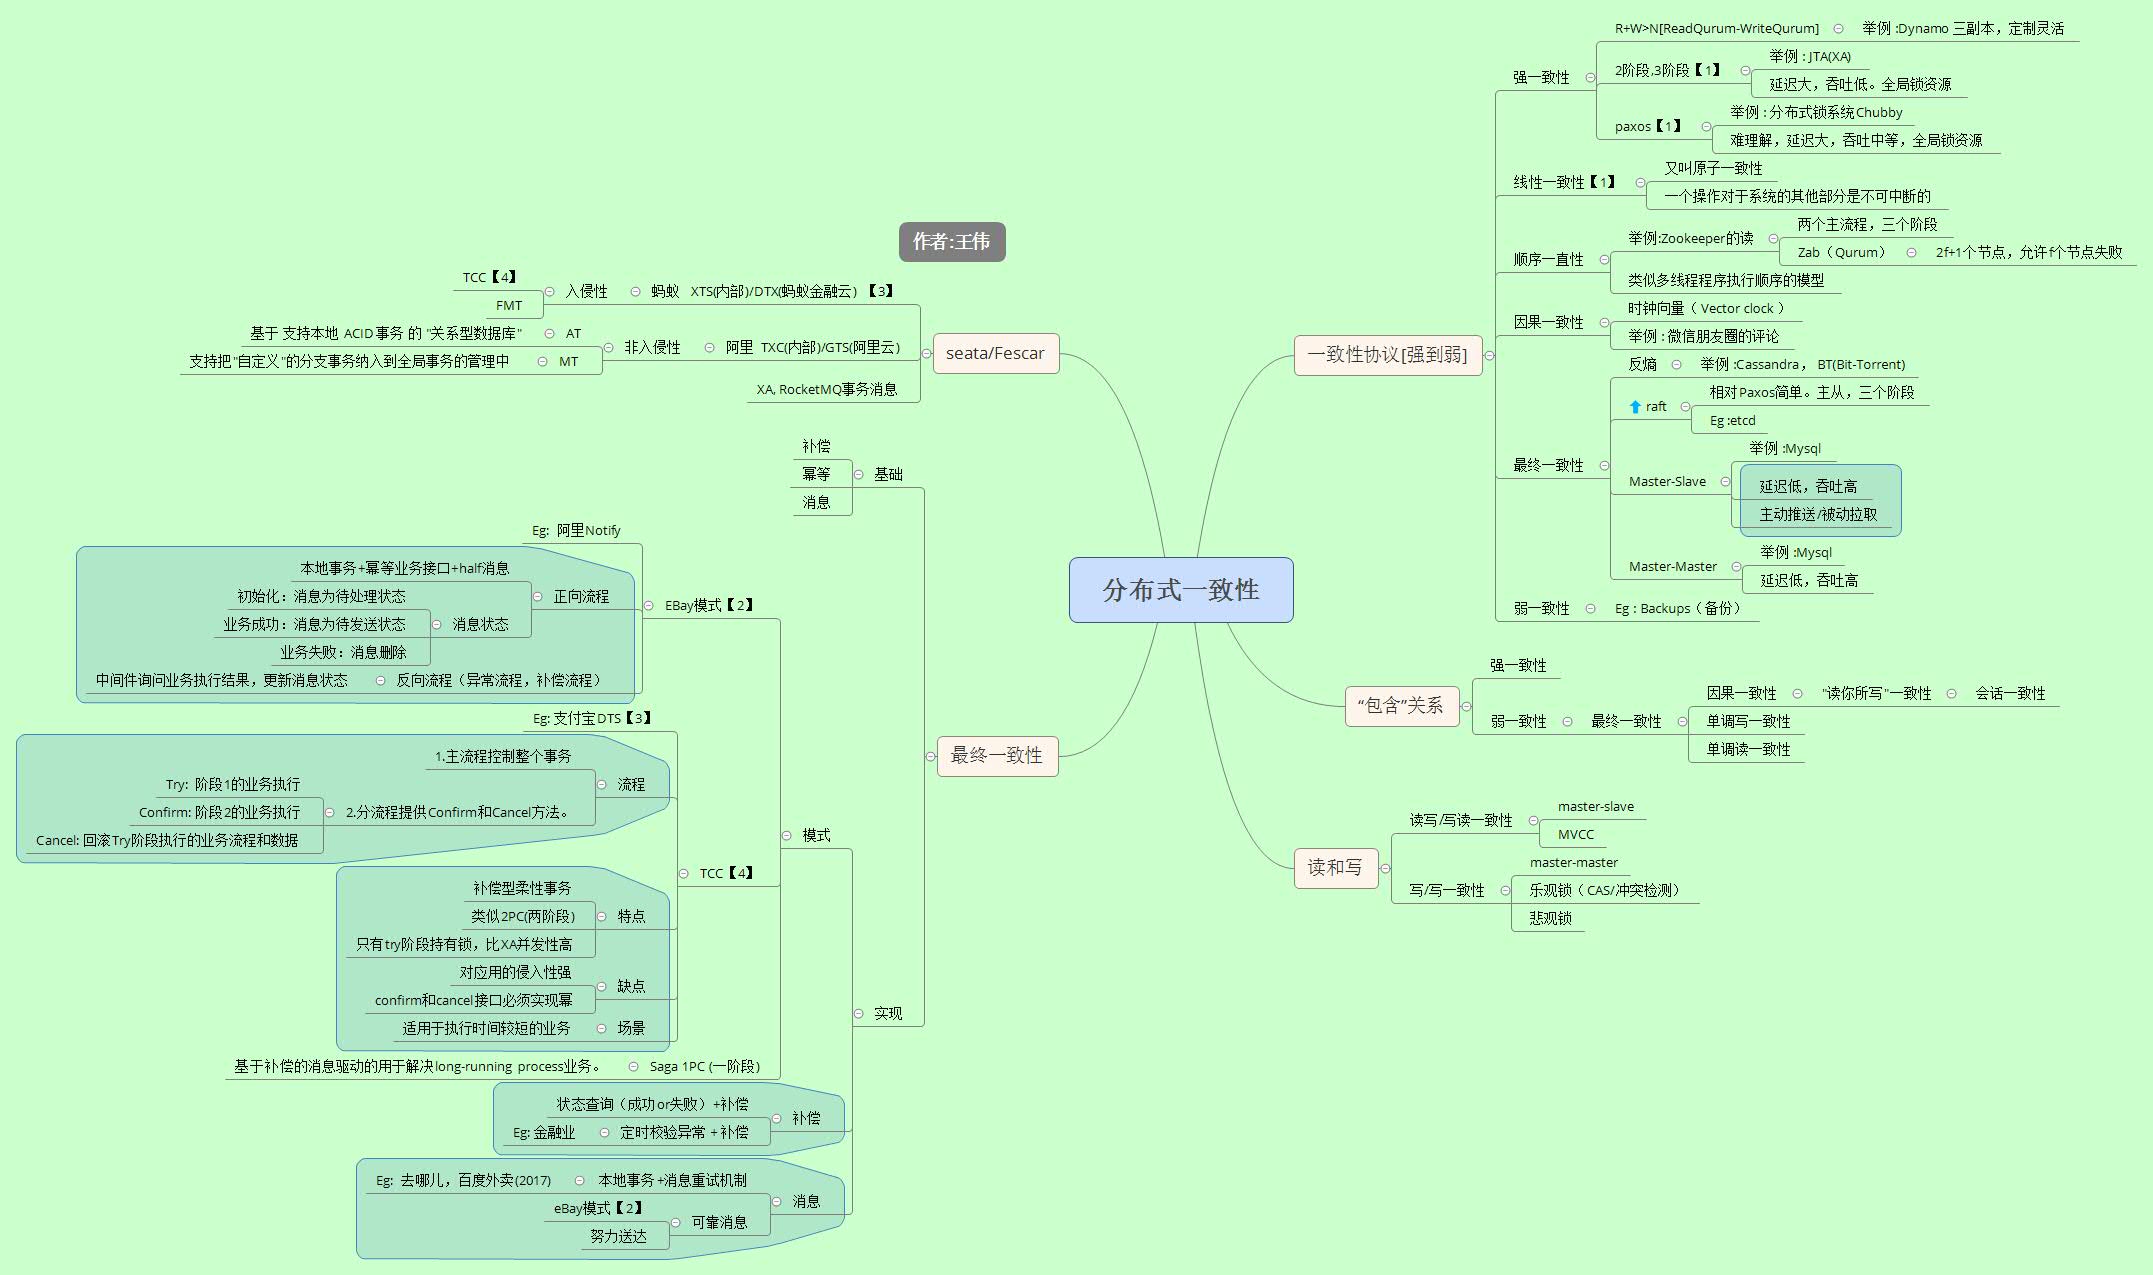 作者:王伟
分布式一致性
一致性协议[强到弱]
强一致性
R+W>N[ReadQurum-WriteQurum]
举例 :Dynamo 三副本，定制灵活
2阶段,3阶段【1】
举例 : JTA(XA)
延迟大，吞吐低。全局锁资源
paxos【1】
举例 : 分布式锁系统Chubby
难理解，延迟大，吞吐中等，全局锁资源
线性一致性【1】
又叫原子一致性
一个操作对于系统的其他部分是不可中断的
顺序一直性
举例:Zookeeper的读
两个主流程，三个阶段
Zab（Qurum）
2f+1个节点，允许f个节点失败
类似多线程程序执行顺序的模型
因果一致性
时钟向量（ Vector clock ）
举例 : 微信朋友圈的评论
最终一致性
反熵
举例 :Cassandra， BT(Bit-Torrent)
raft
相对Paxos简单。主从，三个阶段
Eg :etcd
Master-Slave
举例 :Mysql
延迟低，吞吐高
主动推送/被动拉取
Master-Master
举例 :Mysql
延迟低，吞吐高
弱一致性
Eg : Backups（备份）
“包含”关系
强一致性
弱一致性
最终一致性
因果一致性
"读你所写"一致性
会话一致性
单调写一致性
单调读一致性
读和写
读写/写读一致性
master-slave
MVCC
写/写一致性
master-master
乐观锁（CAS/冲突检测）
悲观锁
seata/Fescar
蚂蚁 XTS(内部)/DTX(蚂蚁金融云) 【3】
入侵性
TCC【4】
FMT
阿里 TXC(内部)/GTS(阿里云)
非入侵性
AT
基于 支持本地 ACID 事务 的 "关系型数据库"
MT
支持把"自定义"的分支事务纳入到全局事务的管理中
XA, RocketMQ事务消息
最终一致性
基础
补偿
幂等
消息
实现
模式
EBay模式【2】
Eg: 阿里Notify
正向流程
本地事务+幂等业务接口+half消息
消息状态
初始化：消息为待处理状态
业务成功：消息为待发送状态
业务失败：消息删除
反向流程（异常流程，补偿流程）
中间件询问业务执行结果，更新消息状态
TCC【4】
Eg: 支付宝DTS【3】
流程
1.主流程控制整个事务
2.分流程提供Confirm和Cancel方法。
Try: 阶段1的业务执行
Confirm: 阶段2的业务执行
Cancel: 回滚Try阶段执行的业务流程和数据
特点
补偿型柔性事务
类似2PC(两阶段)
只有try阶段持有锁，比XA并发性高
缺点
对应用的侵入性强
confirm和cancel接口必须实现幂
场景
适用于执行时间较短的业务
Saga 1PC (一阶段)
基于补偿的消息驱动的用于解决long-running process业务。
补偿
状态查询（成功or失败）+补偿
定时校验异常 + 补偿
Eg: 金融业
消息
本地事务 +消息重试机制
Eg: 去哪儿，百度外卖(2017)
可靠消息
eBay模式【2】
努力送达